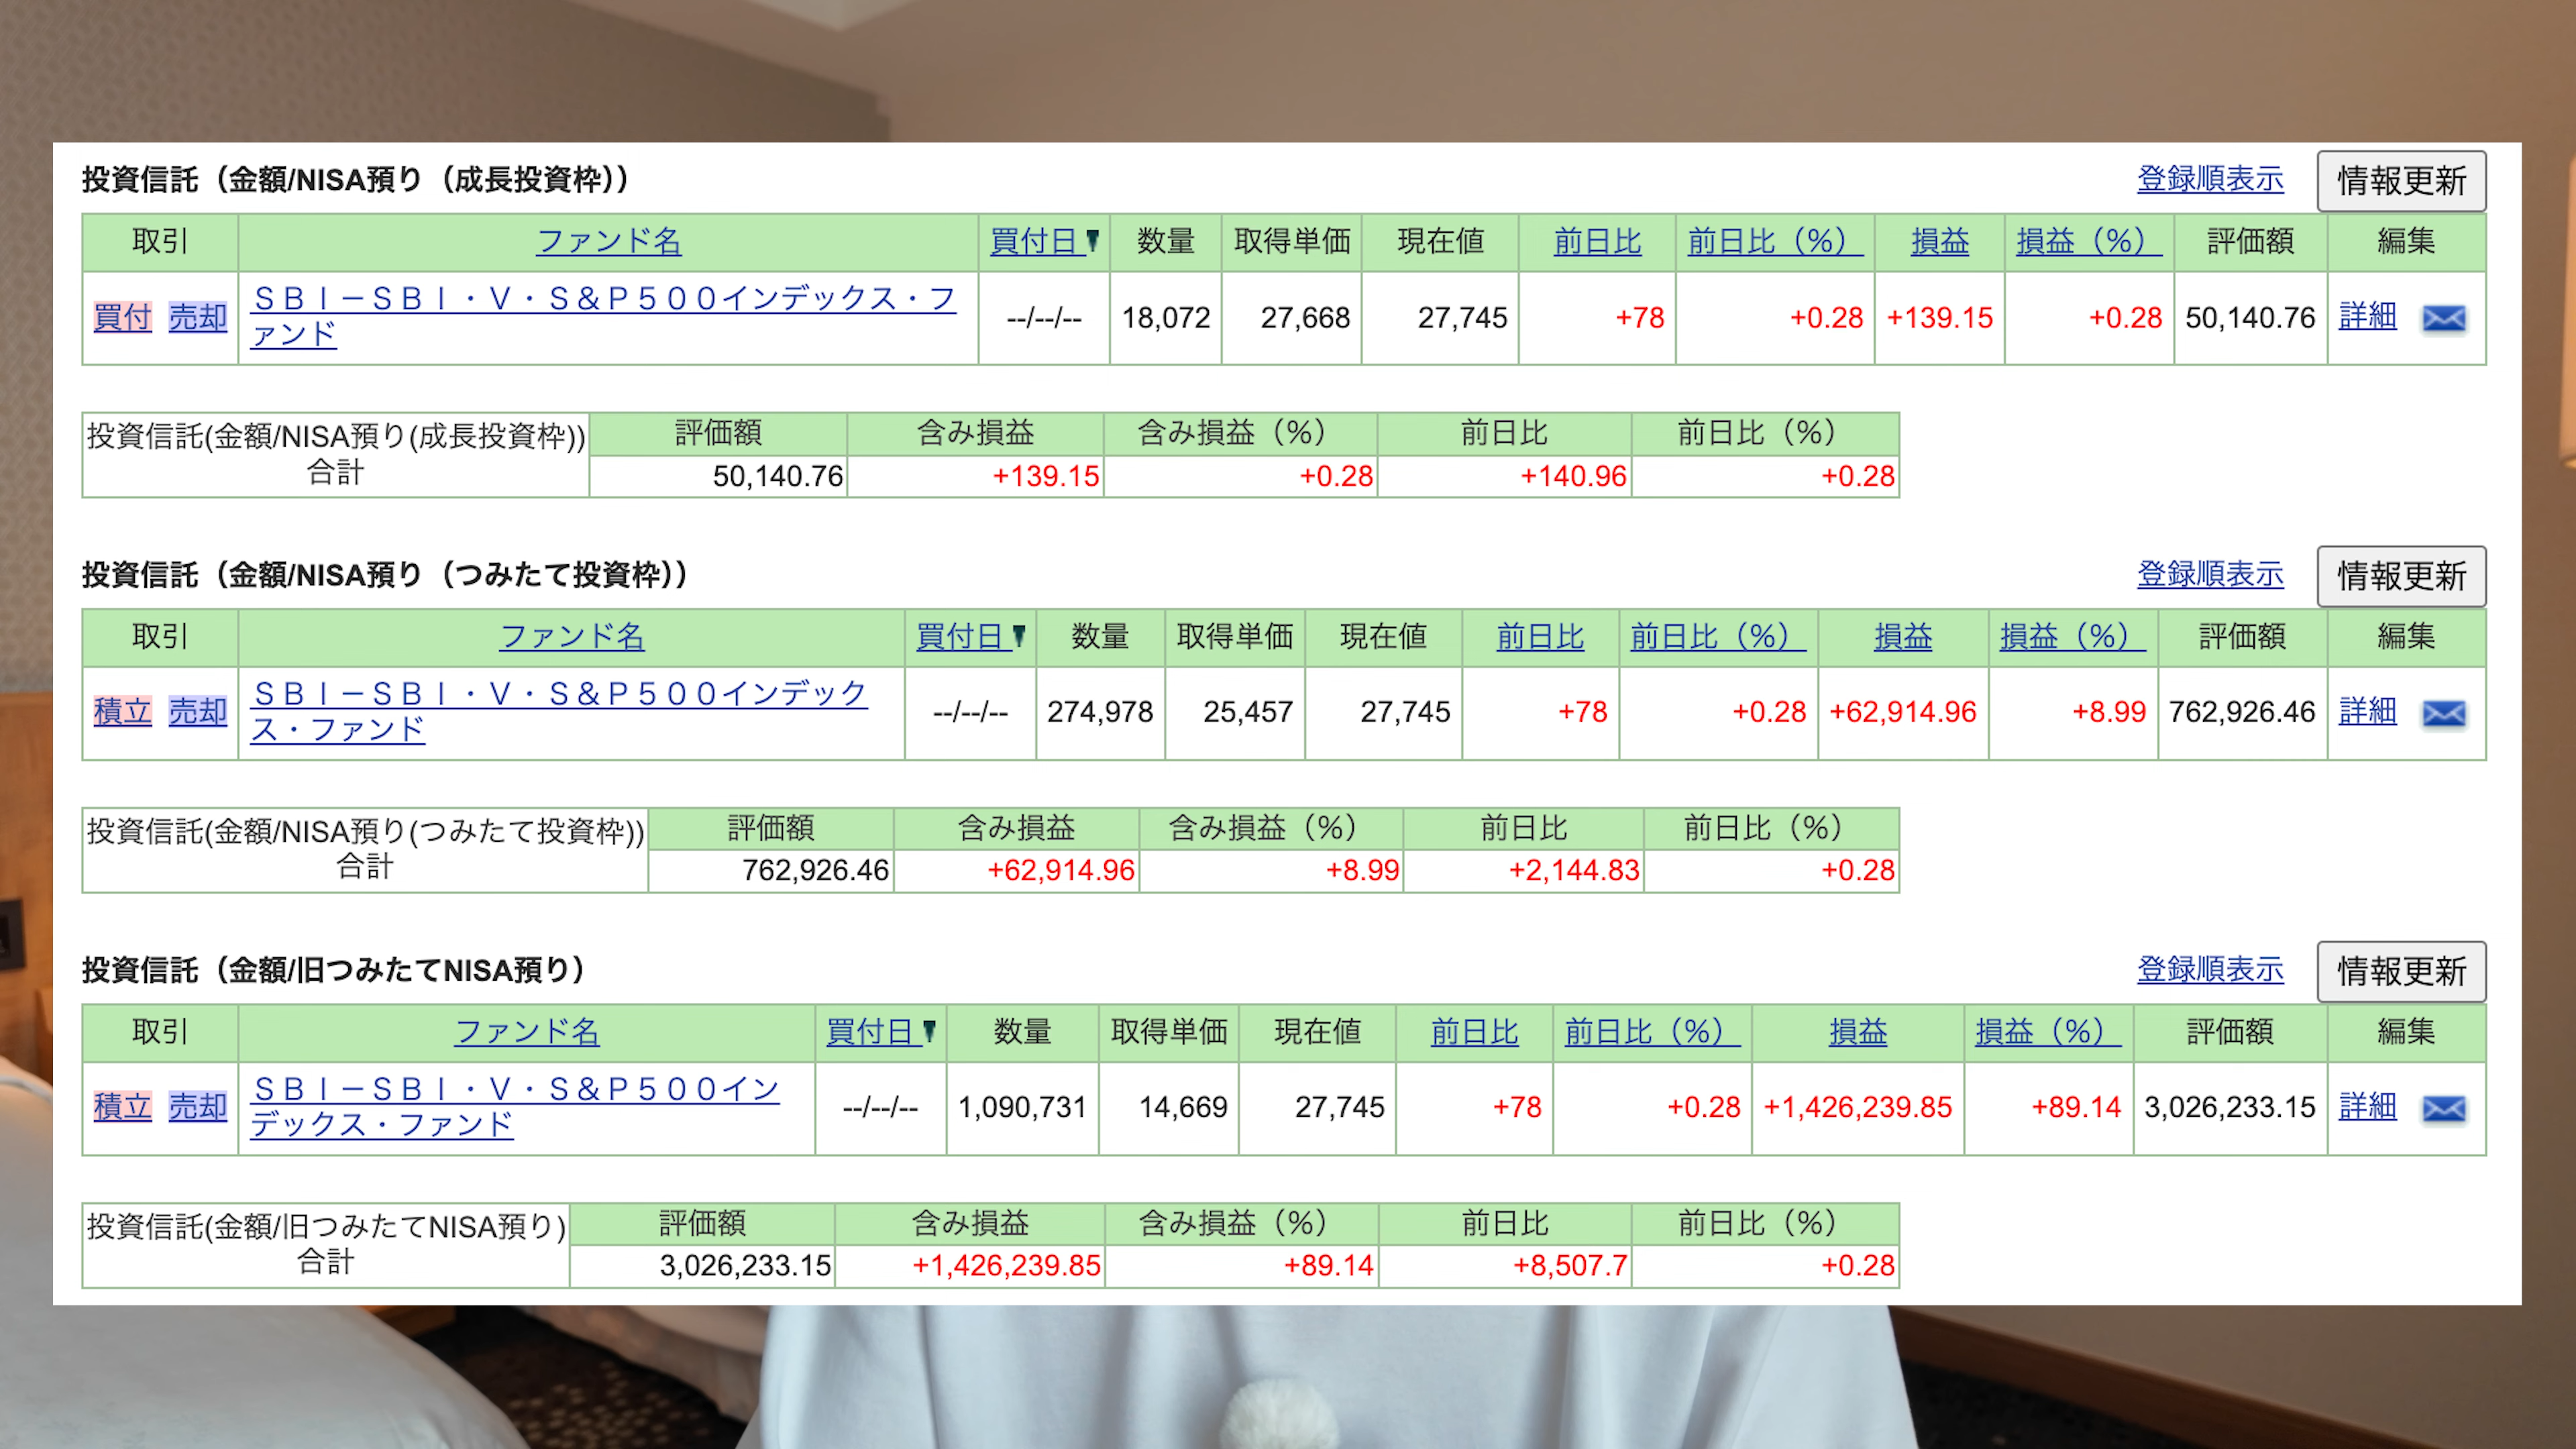 投資信託（金額/NISA預り（成長投資枠））
登録順表示 情報更新
取引 ファンド名 買付日▼ 数量 取得単価 現在値 前日比 前日比（%） 損益 損益（%） 評価額 編集
買付 売却 ＳＢＩ－ＳＢＩ・Ｖ・Ｓ＆Ｐ５００インデックス・フ
ァンド --/--/-- 18,072 27,668 27,745 +78 +0.28 +139.15 +0.28 50,140.76 詳細
投資信託(金額/NISA預り(成長投資枠))
合計
評価額 含み損益 含み損益（%） 前日比 前日比（%）
50,140.76 +139.15 +0.28 +140.96 +0.28
投資信託（金額/NISA預り（つみたて投資枠））
登録順表示 情報更新
取引 ファンド名 買付日▼ 数量 取得単価 現在値 前日比 前日比（%） 損益 損益（%） 評価額 編集
積立 売却 ＳＢＩ－ＳＢＩ・Ｖ・Ｓ＆Ｐ５００インデック
ス・ファンド --/--/-- 274,978 25,457 27,745 +78 +0.28 +62,914.96 +8.99 762,926.46 詳細
投資信託(金額/NISA預り(つみたて投資枠))
合計
評価額 含み損益 含み損益（%） 前日比 前日比（%）
762,926.46 +62,914.96 +8.99 +2,144.83 +0.28
投資信託（金額/旧つみたてNISA預り）
登録順表示 情報更新
取引 ファンド名 買付日▼ 数量 取得単価 現在値 前日比 前日比（%） 損益 損益（%） 評価額 編集
積立 売却 ＳＢＩ－ＳＢＩ・Ｖ・Ｓ＆Ｐ５００イン
デックス・ファンド --/--/-- 1,090,731 14,669 27,745 +78 +0.28 +1,426,239.85 +89.14 3,026,233.15 詳細
投資信託(金額/旧つみたてNISA預り)
合計
評価額 含み損益 含み損益（%） 前日比 前日比（%）
3,026,233.15 +1,426,239.85 +89.14 +8,507.7 +0.28